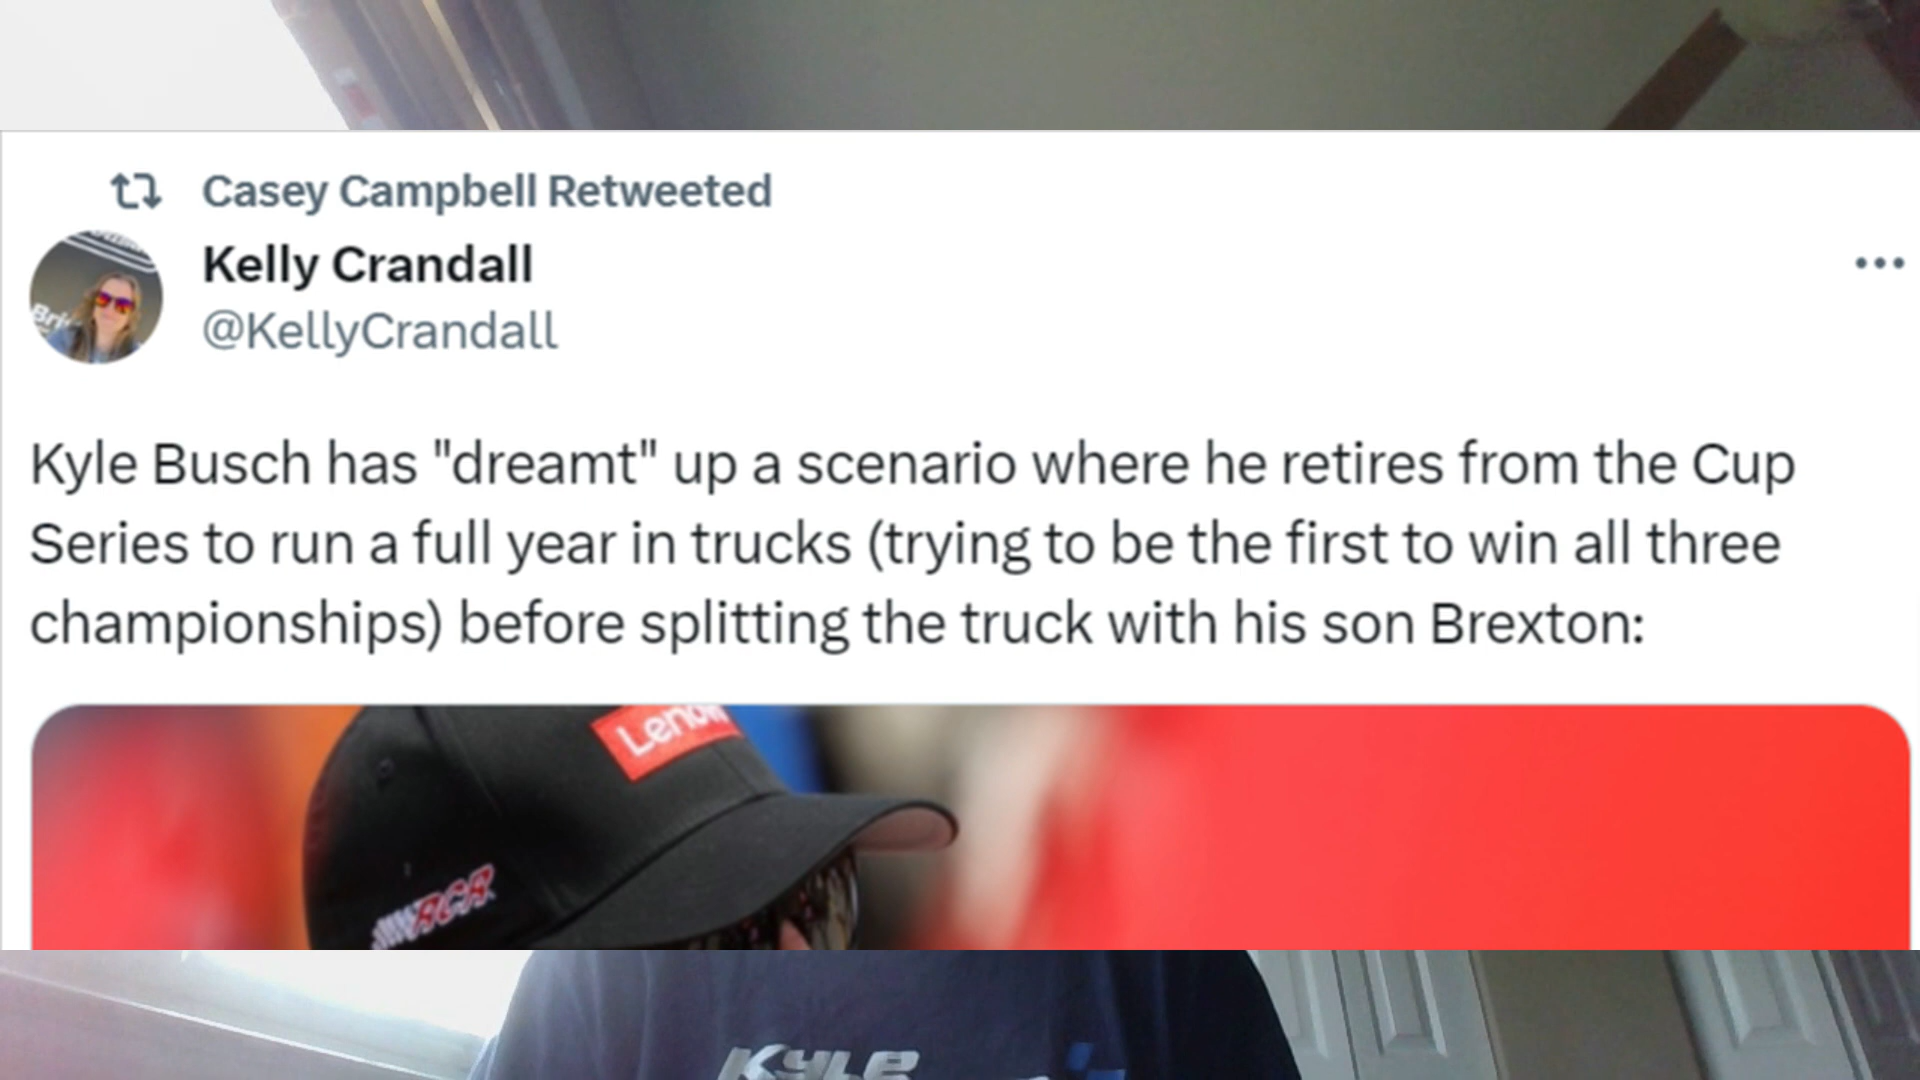 Casey Campbell Retweeted
Kelly Crandall
@KellyCrandall
Kyle Busch has "dreamt" up a scenario where he retires from the Cup
Series to run a full year in trucks (trying to be the first to win all three
championships) before splitting the truck with his son Brexton:
RCR
Kyle